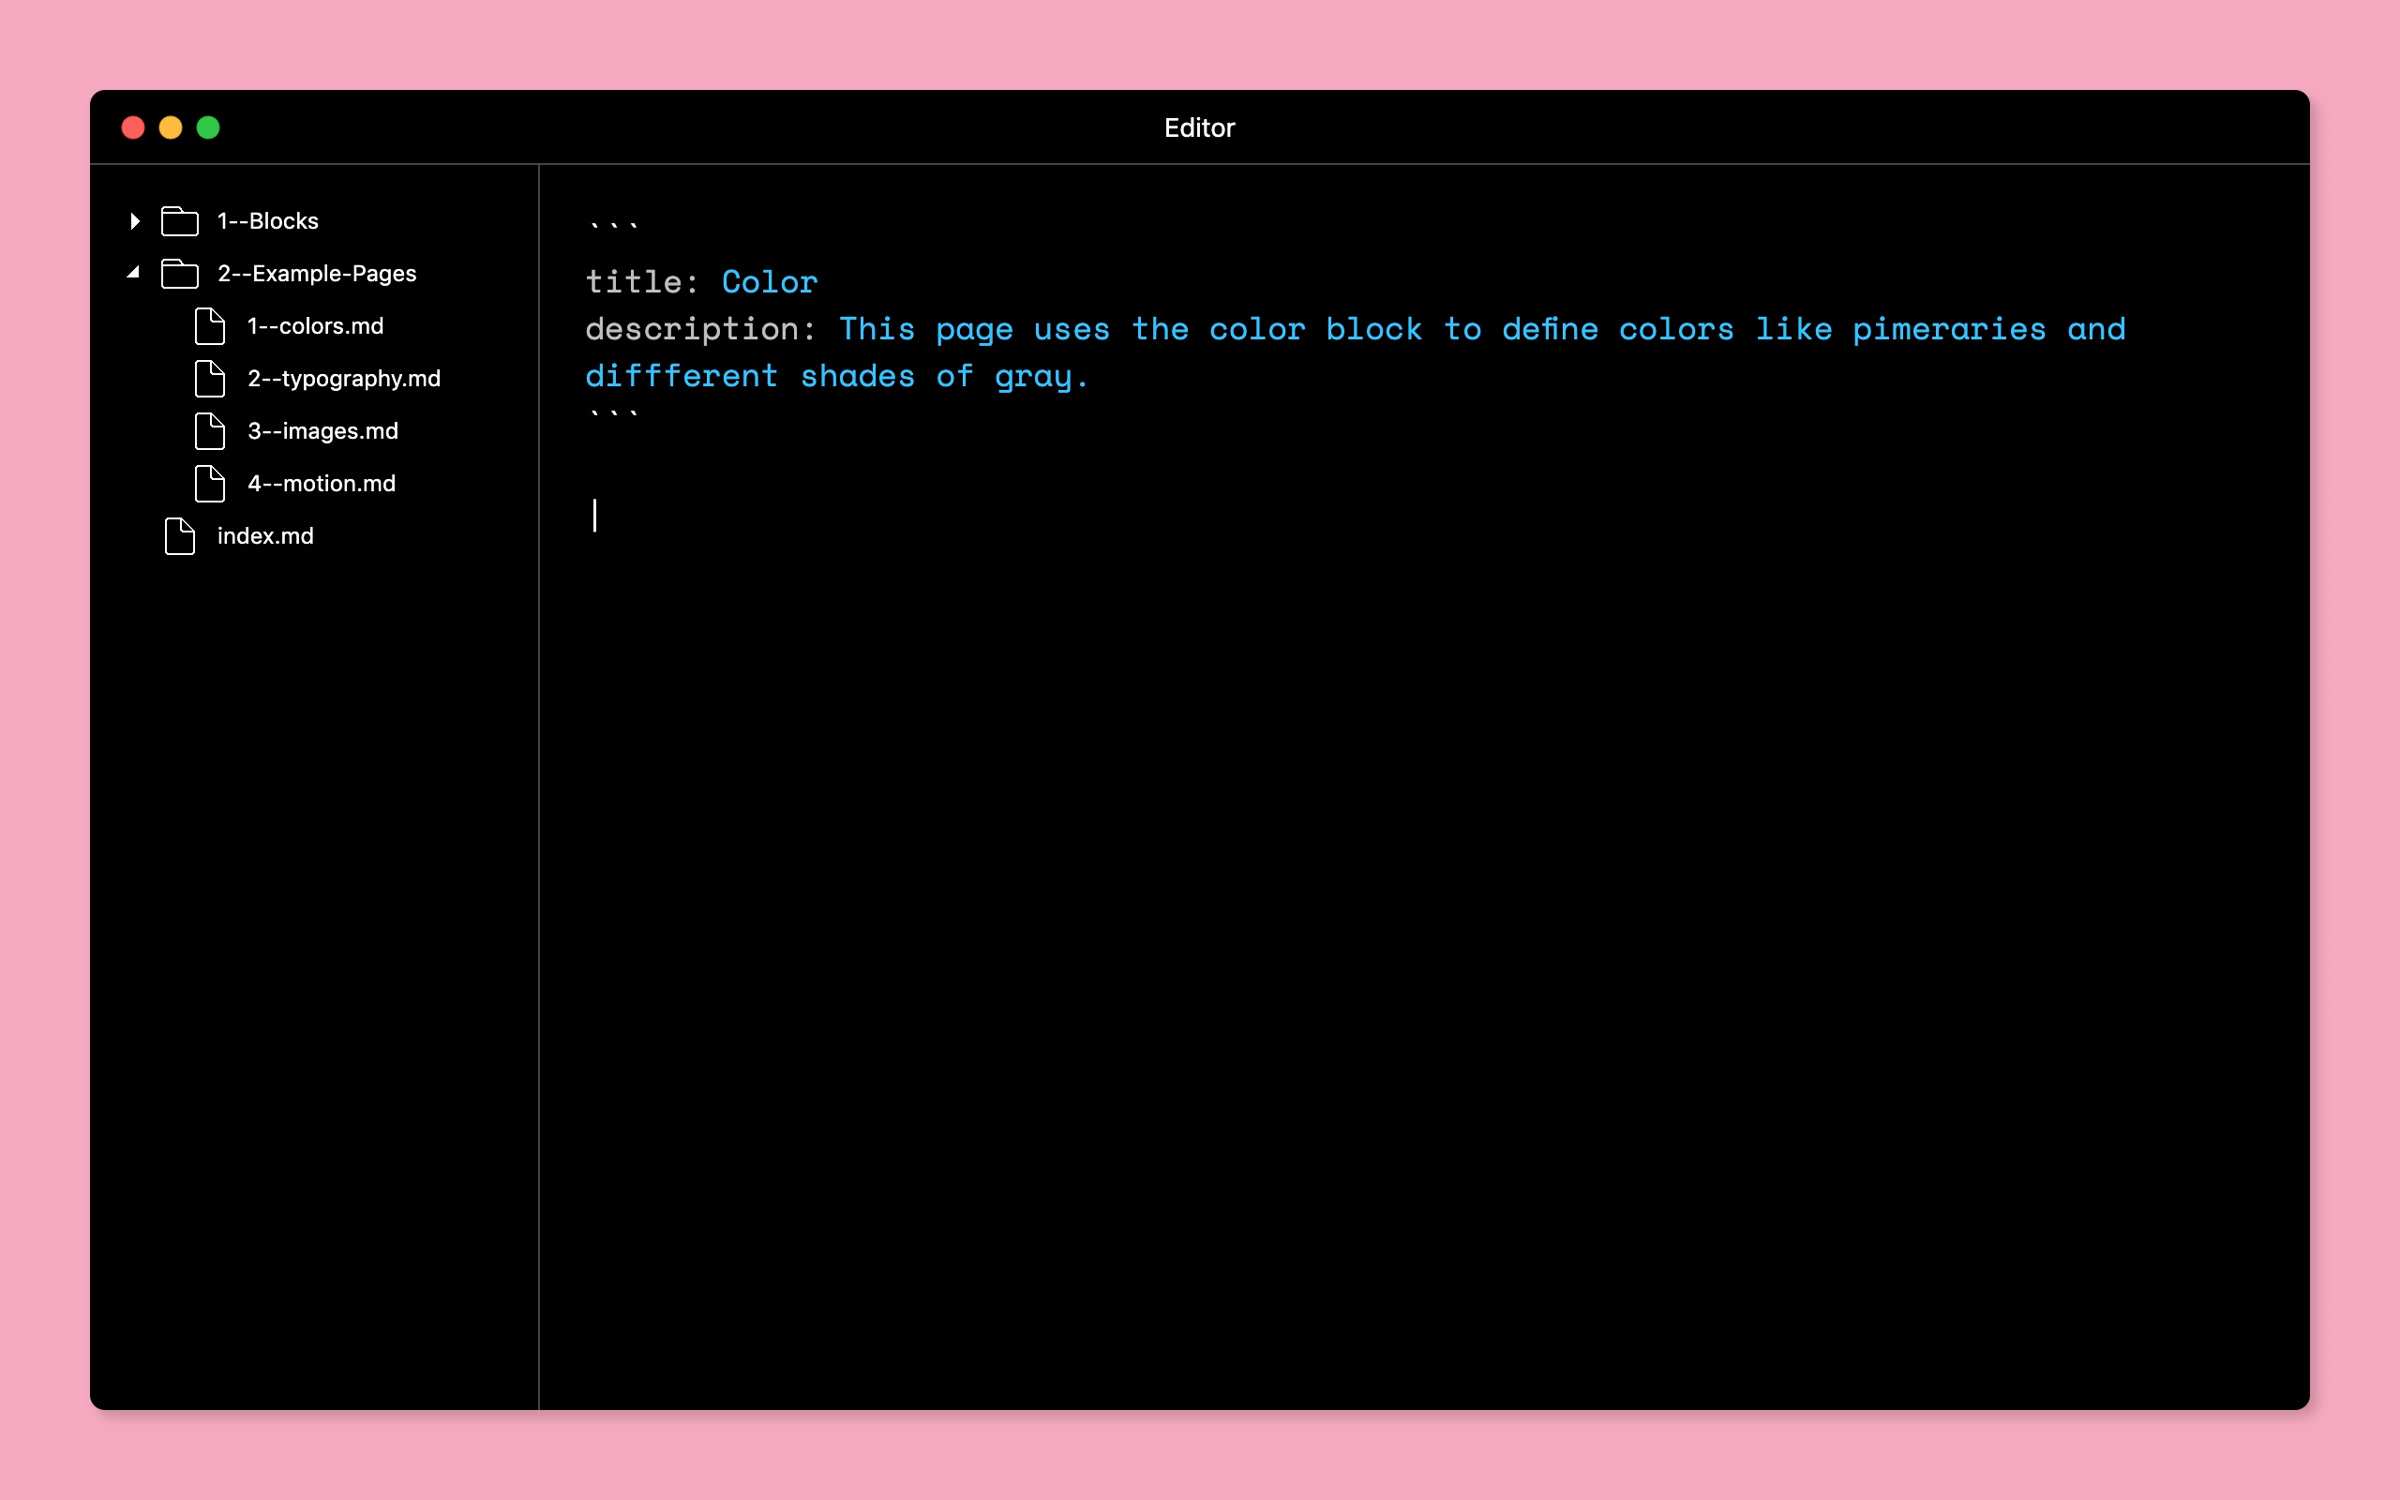 Editor
1--Blocks
2--Example-Pages
1--colors.md
2--typography.md
3--images.md
4--motion.md
index.md
```
title: Color
description: This page uses the color block to define colors like pimeraries and
diffferent shades of gray.
```